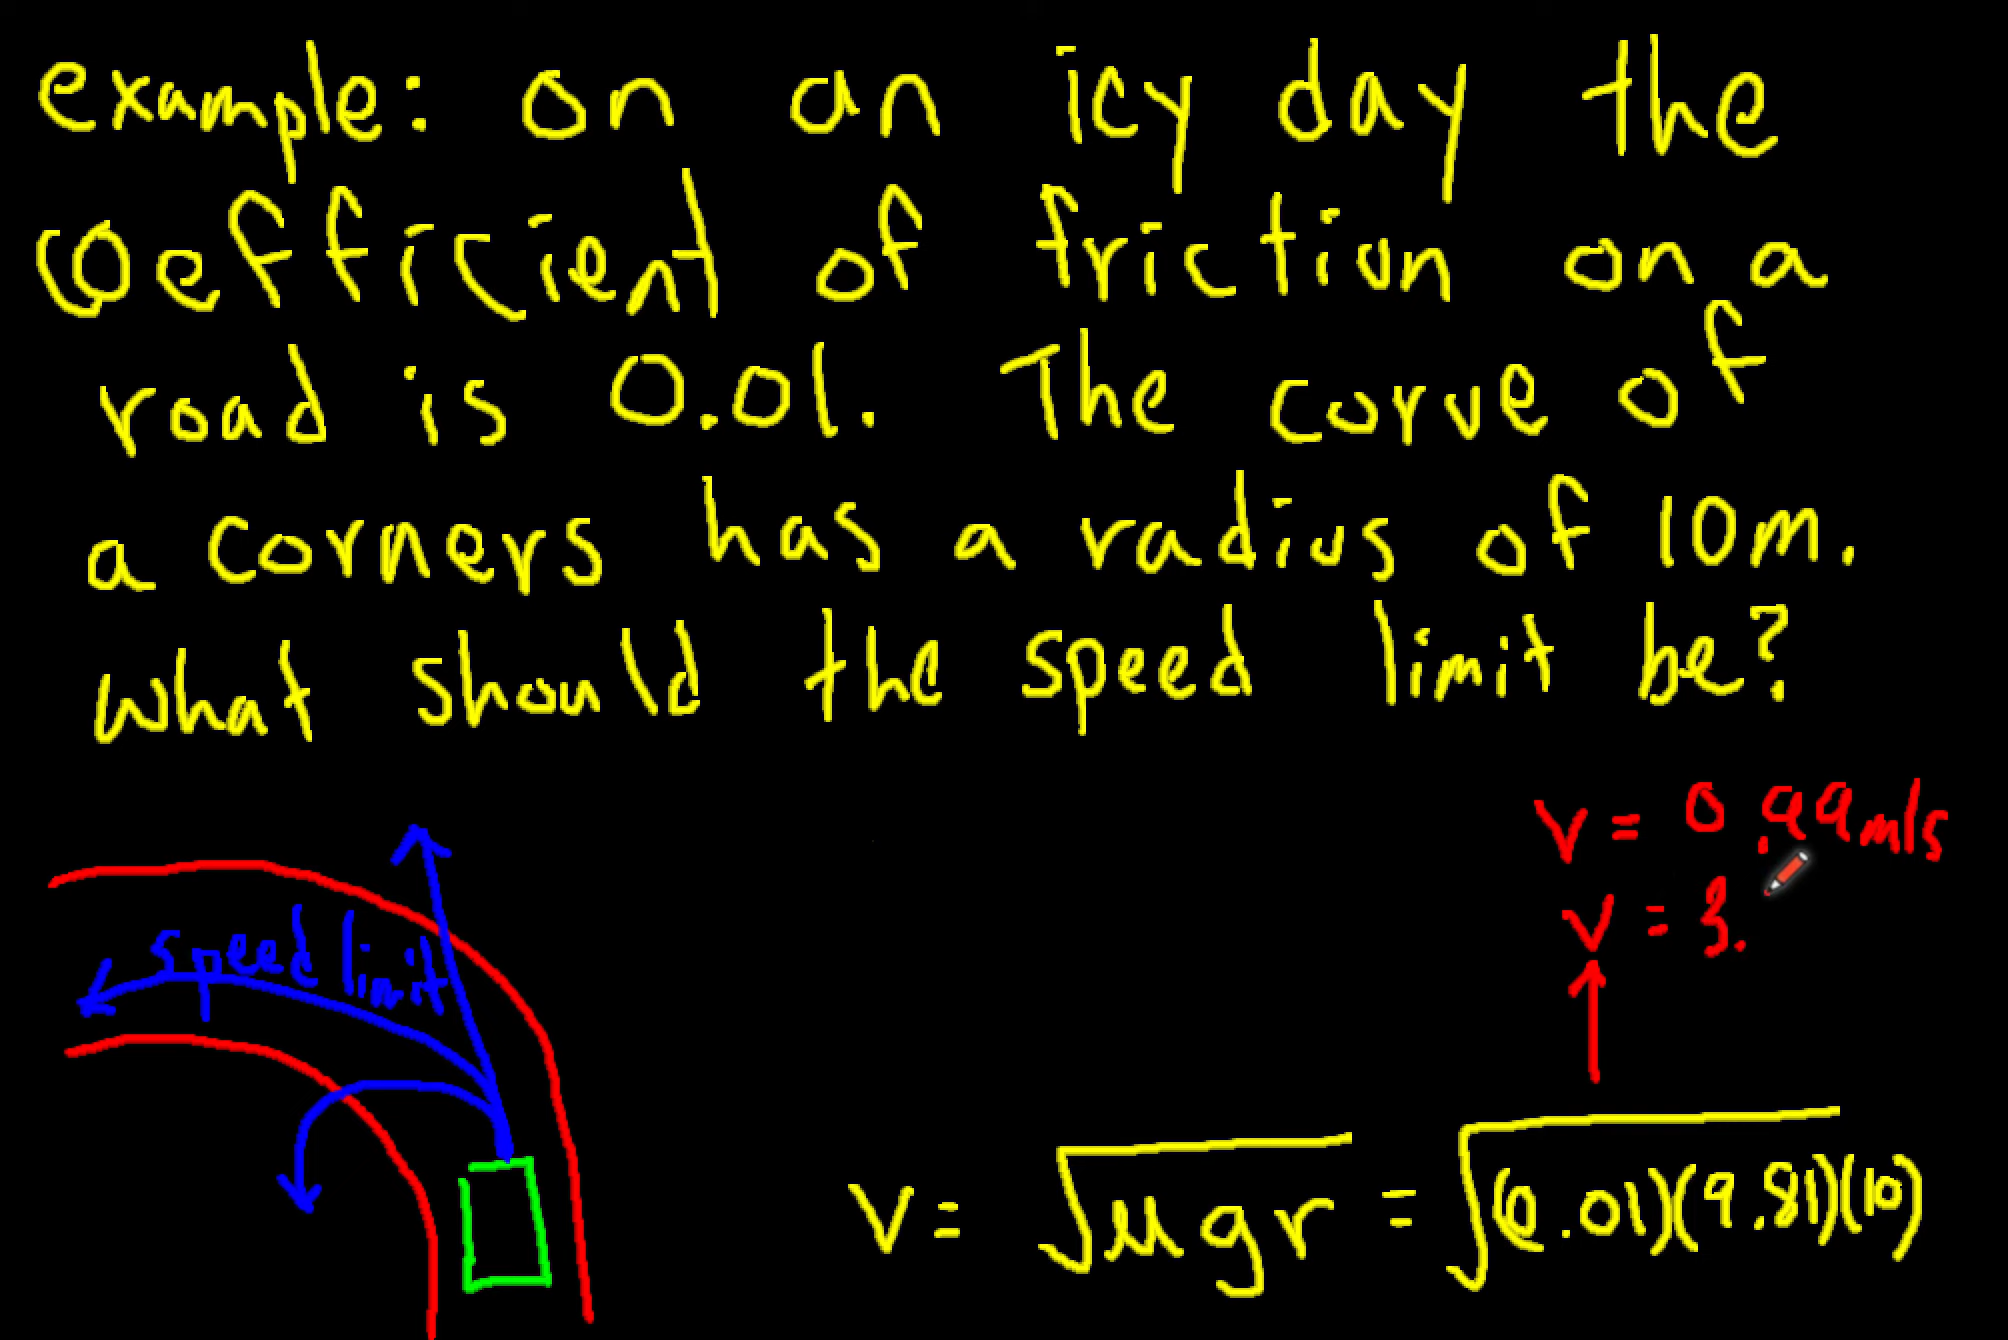 example: on an icy day the
coefficient of friction on a
road is 0.01. The corve of
a corners has a radius of 10m.
What should the speed limit be?
v = 0.99m/s
v = 3.
speed limit
v = √μgr = √(0.01)(9.81)(10)